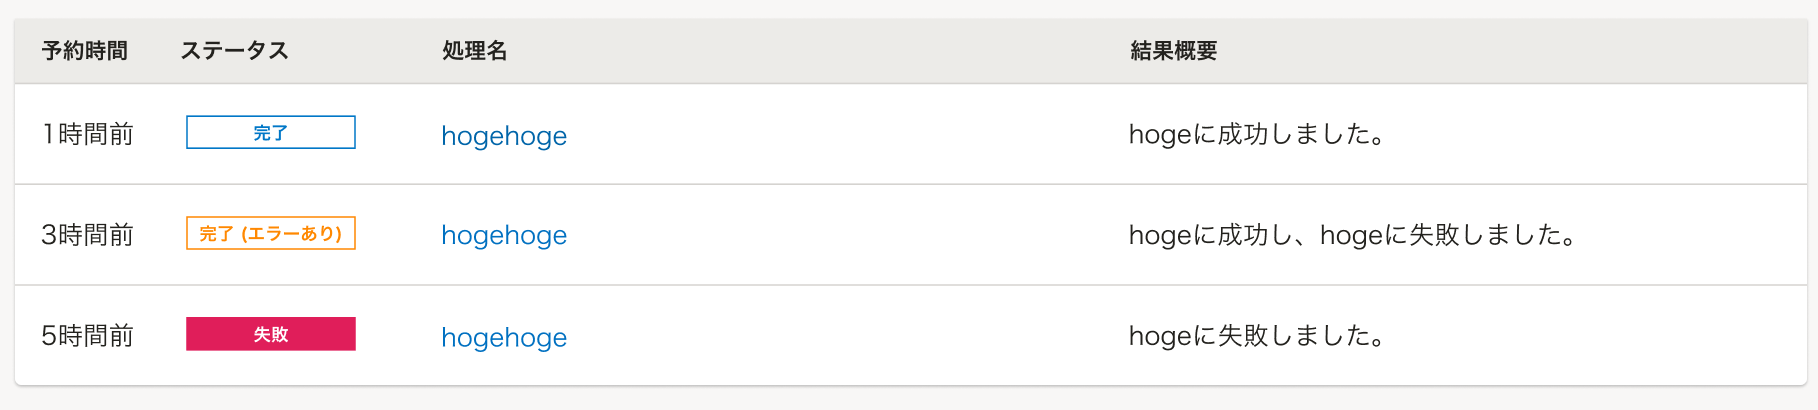 予約時間 ステータス 処理名 結果概要
1時間前 完了 hogehoge hogeに成功しました。
3時間前 完了 (エラーあり) hogehoge hogeに成功し、hogeに失敗しました。
5時間前 失敗 hogehoge hogeに失敗しました。